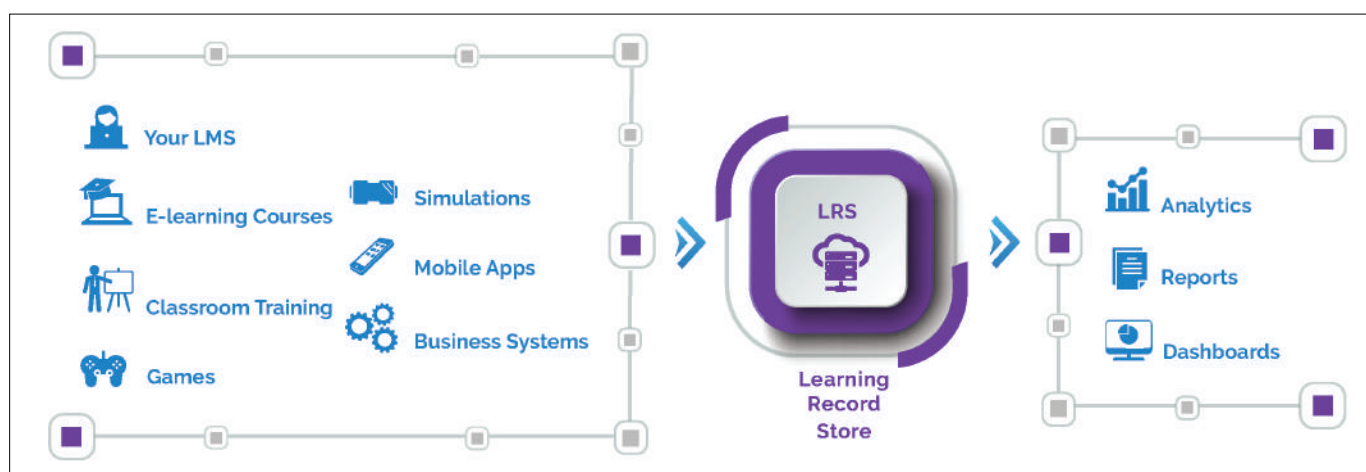 Your LMS
E-learning Courses
Classroom Training
Games
Simulations
Mobile Apps
Business Systems
LRS
Learning
Record
Store
Analytics
Reports
Dashboards